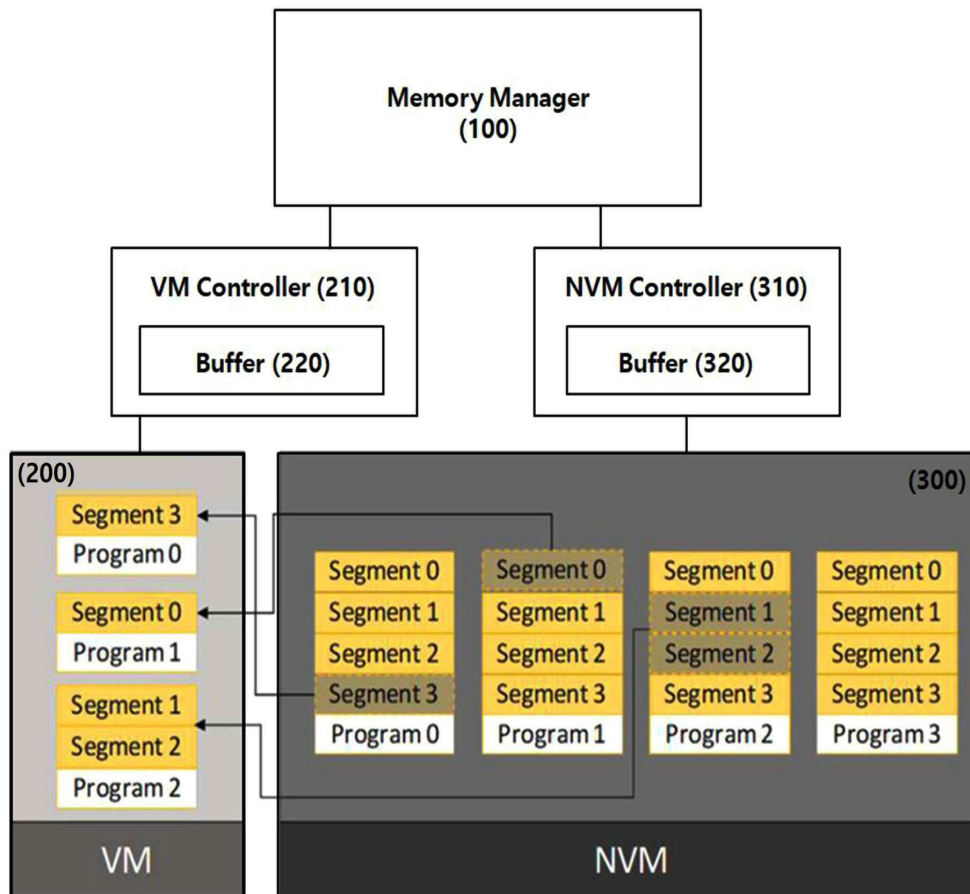 Memory Manager
(100)
VM Controller (210)
Buffer (220)
NVM Controller (310)
Buffer (320)
(200)
Segment 3
Program 0
Segment 0
Program 1
Segment 1
Segment 2
Program 2
VM
(300)
Segment 0
Segment 1
Segment 2
Segment 3
Program 0
Segment 0
Segment 1
Segment 2
Segment 3
Program 1
Segment 0
Segment 1
Segment 2
Segment 3
Program 2
Segment 0
Segment 1
Segment 2
Segment 3
Program 3
NVM